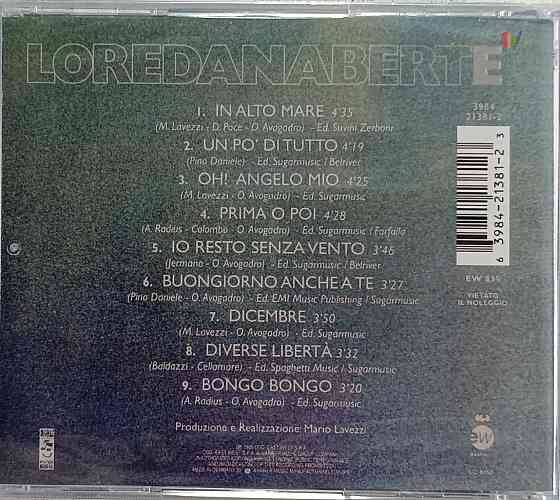 LOREDANABERTE
3984
21381-2
1. IN ALTO MARE 4'35
(M. Lavezzi - D. Pace - O. Avogadro) - Ed. Suvini Zerboni
2. UN PO' DI TUTTO 4'19
(Pino Daniele) - Ed. Sugarmusic / Belriver
3. OH! ANGELO MIO 4'25
(M. Lavezzi - O. Avogadro) - Ed. Sugarmusic
4. PRIMA O POI 4'28
(A. Radius - Colombo - O. Avogadro) - Ed. Sugarmusic / Farfalla
5. IO RESTO SENZA VENTO 3'46
(Jermano - O. Avogadro) - Ed. Sugarmusic / Belriver
6. BUONGIORNO ANCHE A TE 3'27
(Pino Daniele - O. Avogadro) - Ed. EMI Music Publishing / Sugarmusic
7. DICEMBRE 3'50
(M. Lavezzi - O. Avogadro) - Ed. Sugarmusic
8. DIVERSE LIBERTÀ 3'32
(Baldazzi - Cellamare) - Ed. Spaghetti Music / Sugarmusic
9. BONGO BONGO 3'20
(A. Radius - O. Avogadro) - Ed. Sugarmusic
Produzione e Realizzazione: Mario Lavezzi
6 3984-21381-2 3
EW 839
VIETATO
IL NOLEGGIO
ew